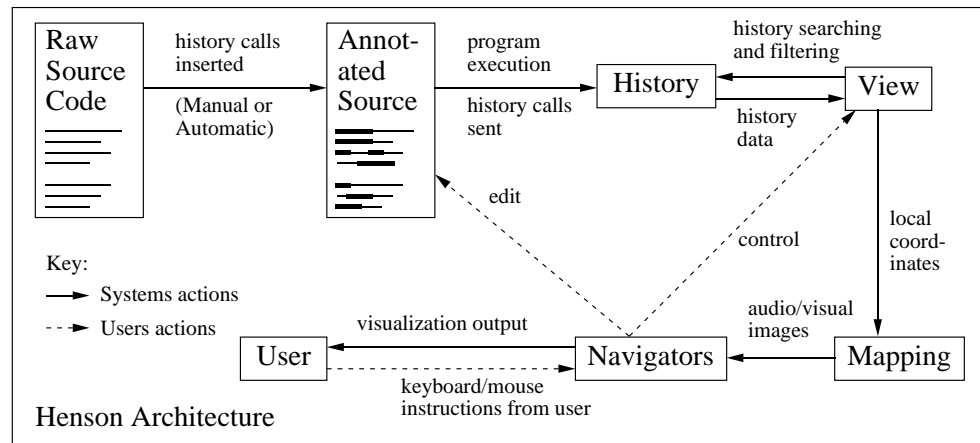 Raw
Source
Code
history calls
inserted
(Manual or
Automatic)
Annot-
ated
Source
program
execution
history calls
sent
History
history searching
and filtering
history
data
View
edit
control
local
coord-
inates
Key:
Systems actions
Users actions
User
visualization output
keyboard/mouse
instructions from user
Navigators
audio/visual
images
Mapping
Henson Architecture